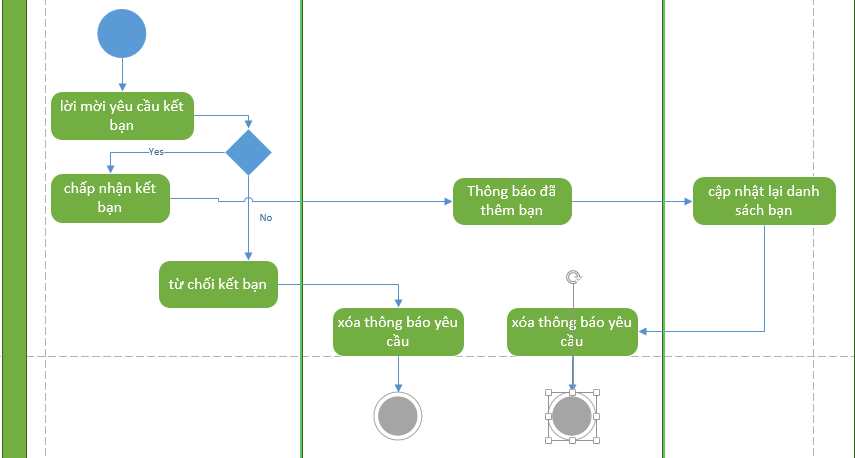 lời mời yêu cầu kết
bạn
Yes
chấp nhận kết
bạn
No
Thông báo đã
thêm bạn
cập nhật lại danh
sách bạn
từ chối kết bạn
xóa thông báo yêu
cầu
xóa thông báo yêu
cầu